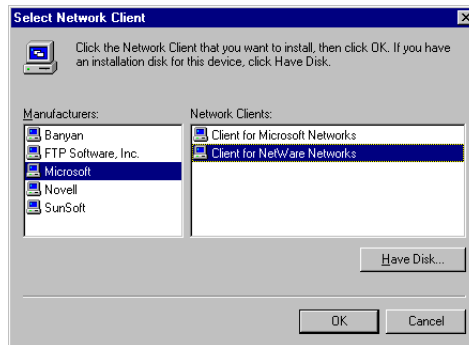 Select Network Client
Click the Network Client that you want to install, then click OK. If you have
an installation disk for this device, click Have Disk.
Manufacturers:
Banyan
FTP Software, Inc.
Microsoft
Novell
SunSoft
Network Clients:
Client for Microsoft Networks
Client for NetWare Networks
Have Disk...
OK
Cancel